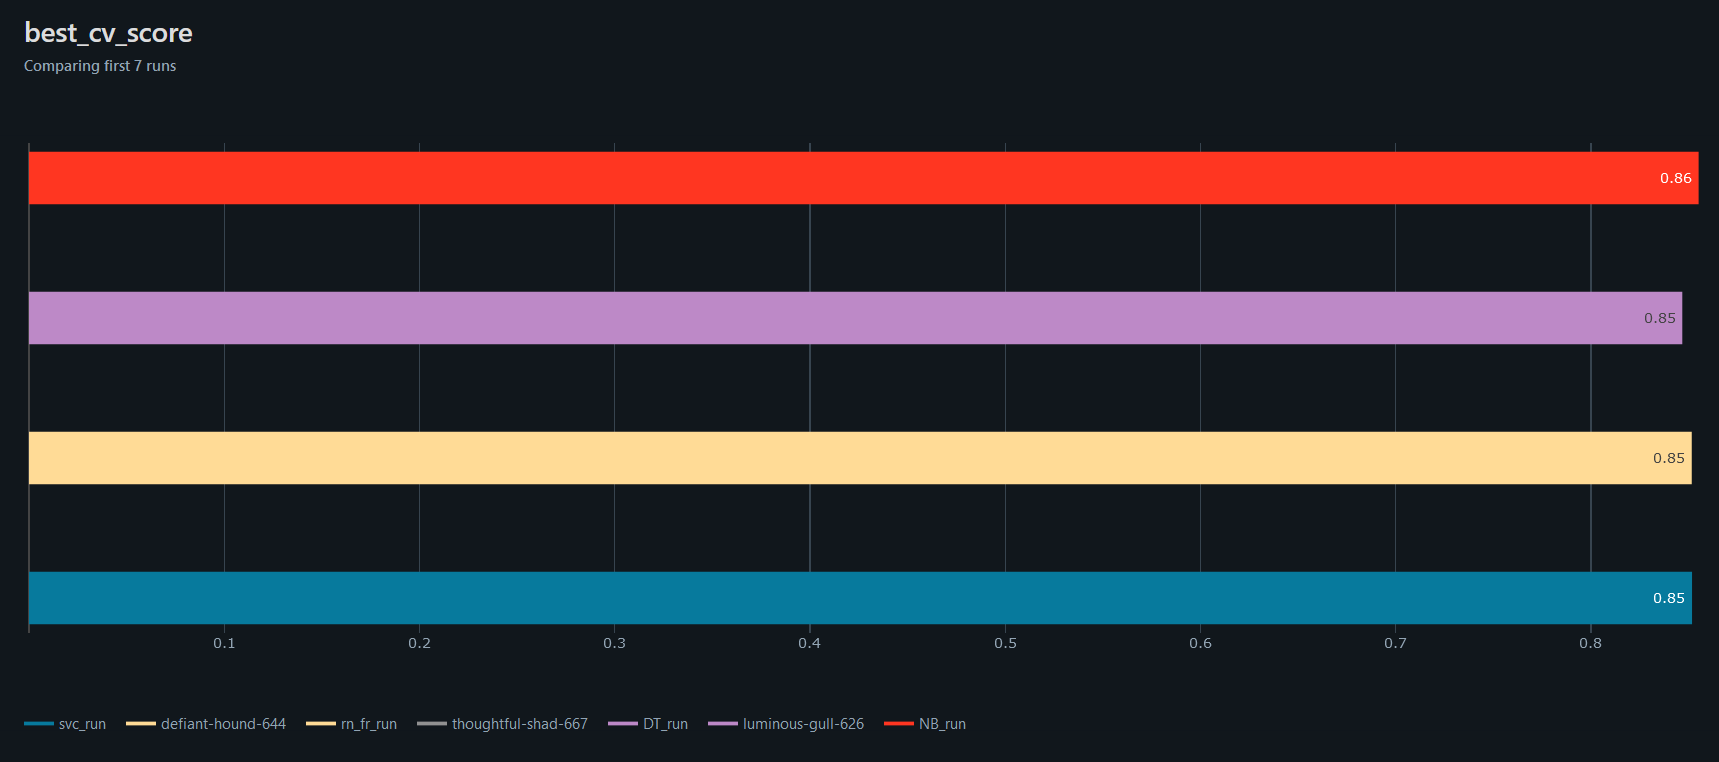 best_cv_score
Comparing first 7 runs
0.86
0.85
0.85
0.85
0.1 0.2 0.3 0.4 0.5 0.6 0.7 0.8
svc_run defiant-hound-644 rn_fr_run thoughtful-shad-667 DT_run luminous-gull-626 NB_run